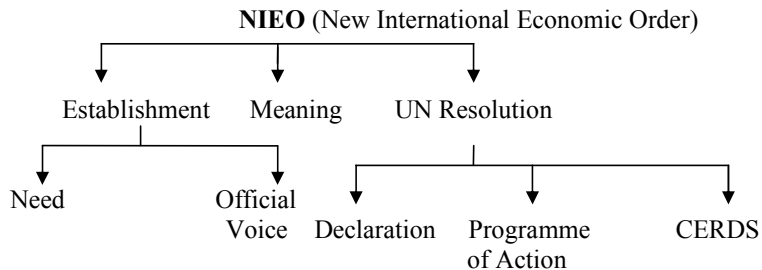 NIEO (New International Economic Order)
Establishment Meaning UN Resolution
Need Official
Voice Declaration Programme
of Action CERDS